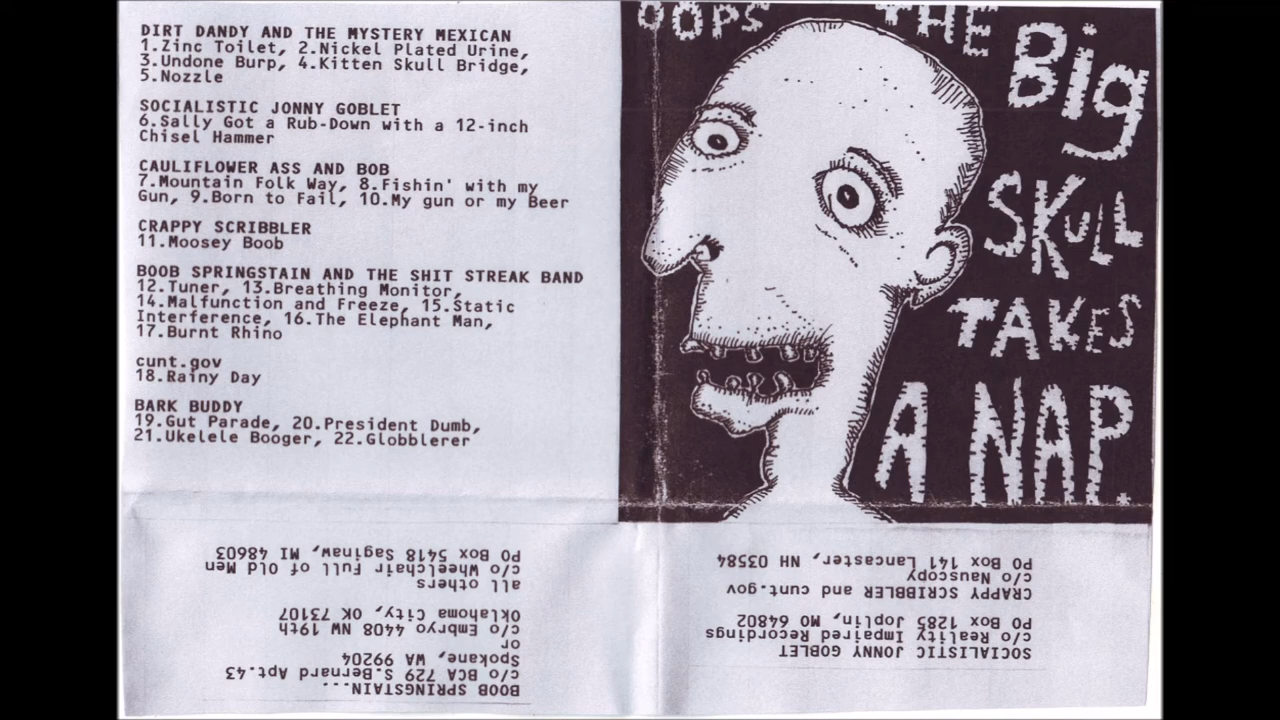 DIRT DANDY AND THE MYSTERY MEXICAN
1.Zinc Toilet, 2.Nickel Plated Urine,
3.Undone Burp, 4.Kitten Skull Bridge,
5.Nozzle
SOCIALISTIC JONNY GOBLET
6.Sally Got a Rub-Down with a 12-inch
Chisel Hammer
CAULIFLOWER ASS AND BOB
7.Mountain Folk Way, 8.Fishin' with my
Gun, 9.Born to Fail, 10.My gun or my Beer
CRAPPY SCRIBBLER
11.Moosey Boob
BOOB SPRINGSTAIN AND THE SHIT STREAK BAND
12.Tuner, 13.Breathing Monitor,
14.Malfunction and Freeze, 15.Static
Interference, 16.The Elephant Man,
17.Burnt Rhino
cunt.gov
18.Rainy Day
BARK BUDDY
19.Gut Parade, 20.President Dumb,
21.Ukelele Booger, 22.Globblerer
OOPS THE
Big
SKULL
TAKES
A NAP.
BOOB SPRINGSTAIN...
c/o BCA 729 S.Bernard Apt.43
Spokane, WA 99204
or
c/o Embryo 4408 NW 19th
Oklahoma City, OK 73107
all others
c/o Wheelchair Full of Old Men
PO Box 5418 Saginaw, MI 48603
SOCIALISTIC JONNY GOBLET
c/o Reality Impaired Recordings
PO Box 1285 Joplin, MO 64802
CRAPPY SCRIBBLER and cunt.gov
c/o Nauscopy
PO Box 141 Lancaster, NH 03584